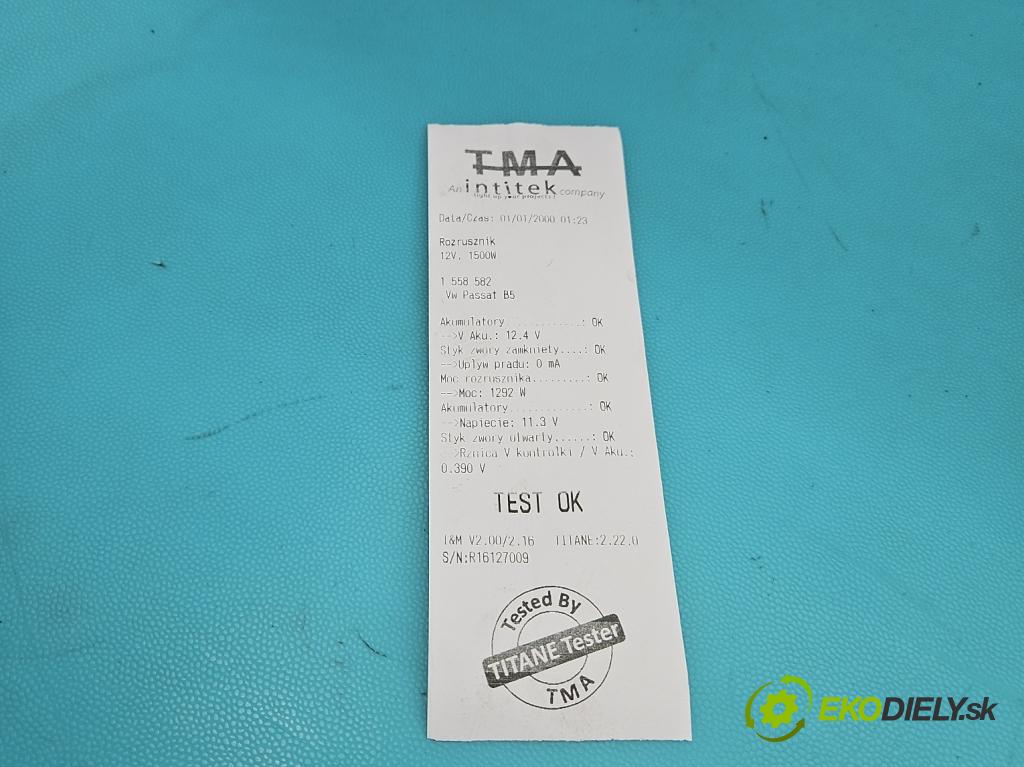 TMA
An intitek company
light up your projects !
Data/Czas: 01/01/2000 01:23
Rozrusznik
12V, 1500W
1 558 582
Vw Passat B5
Akumulatory ...........: OK
-->V Aku.: 12.4 V
Styk zwory zamkniety....: OK
-->Uplyw pradu: 0 mA
Moc rozrusznika.........: OK
-->Moc: 1292 W
Akumulatory.............: OK
-->Napiecie: 11.3 V
Styk zwory otwarty......: OK
-->Rznica V kontrolki / V Aku.:
0.390 V
TEST OK
T&M V2.00/2.16 TITANE:2.22.0
S/N:R16127009
Tested By
TITANE Tester
TMA
EKODIELY.sk